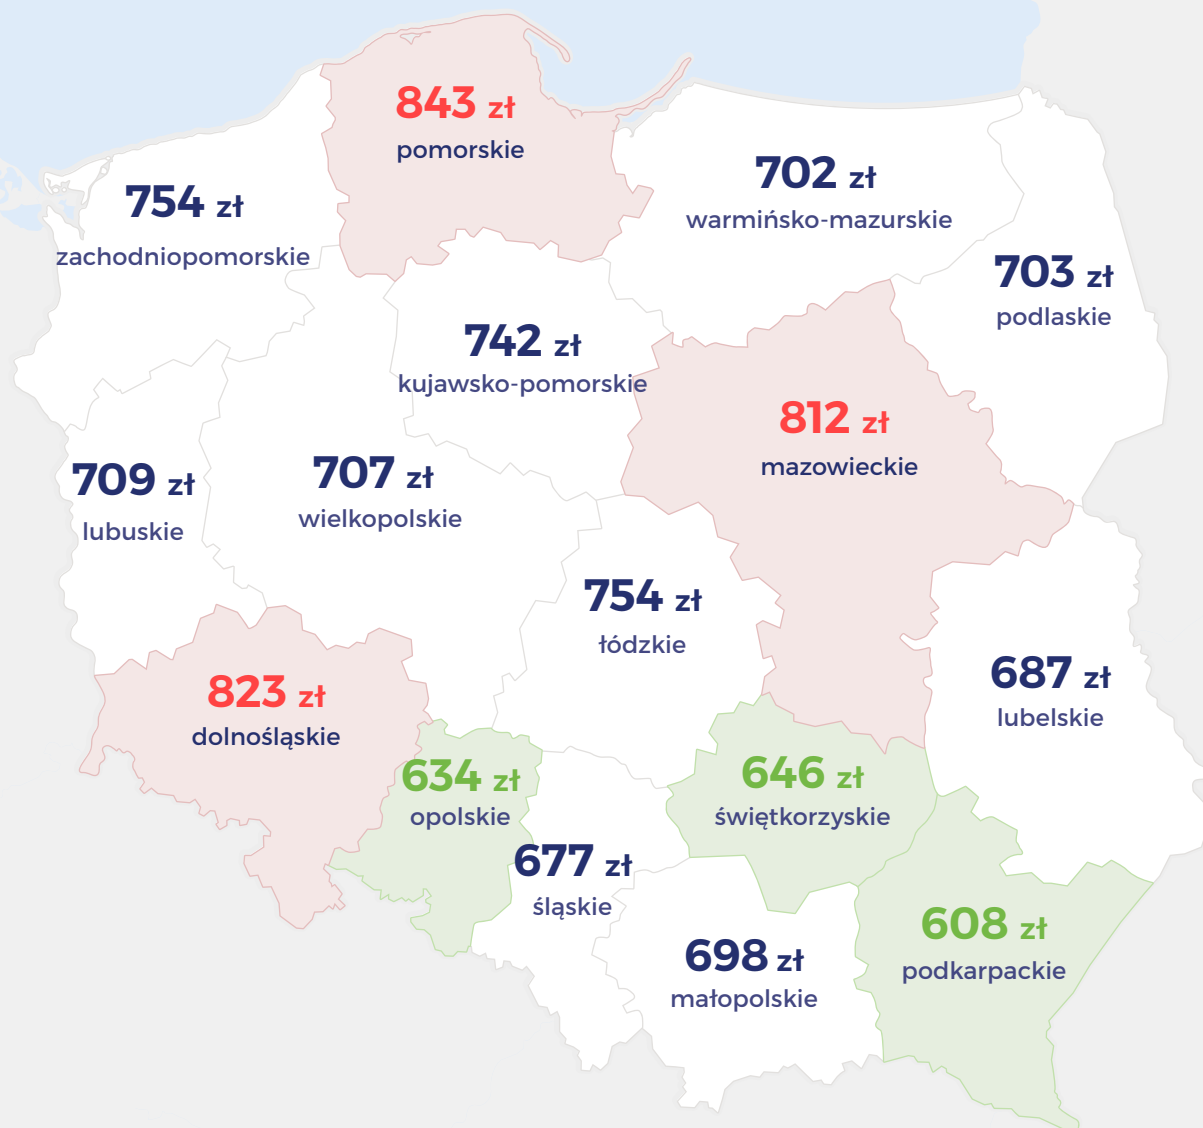 843 zł
pomorskie
702 zł
warmińsko-mazurskie
754 zł
zachodniopomorskie
703 zł
podlaskie
742 zł
kujawsko-pomorskie
812 zł
mazowieckie
709 zł
lubuskie
707 zł
wielkopolskie
754 zł
łódzkie
687 zł
lubelskie
823 zł
dolnośląskie
634 zł
opolskie
646 zł
świętkorzyskie
677 zł
śląskie
608 zł
podkarpackie
698 zł
małopolskie